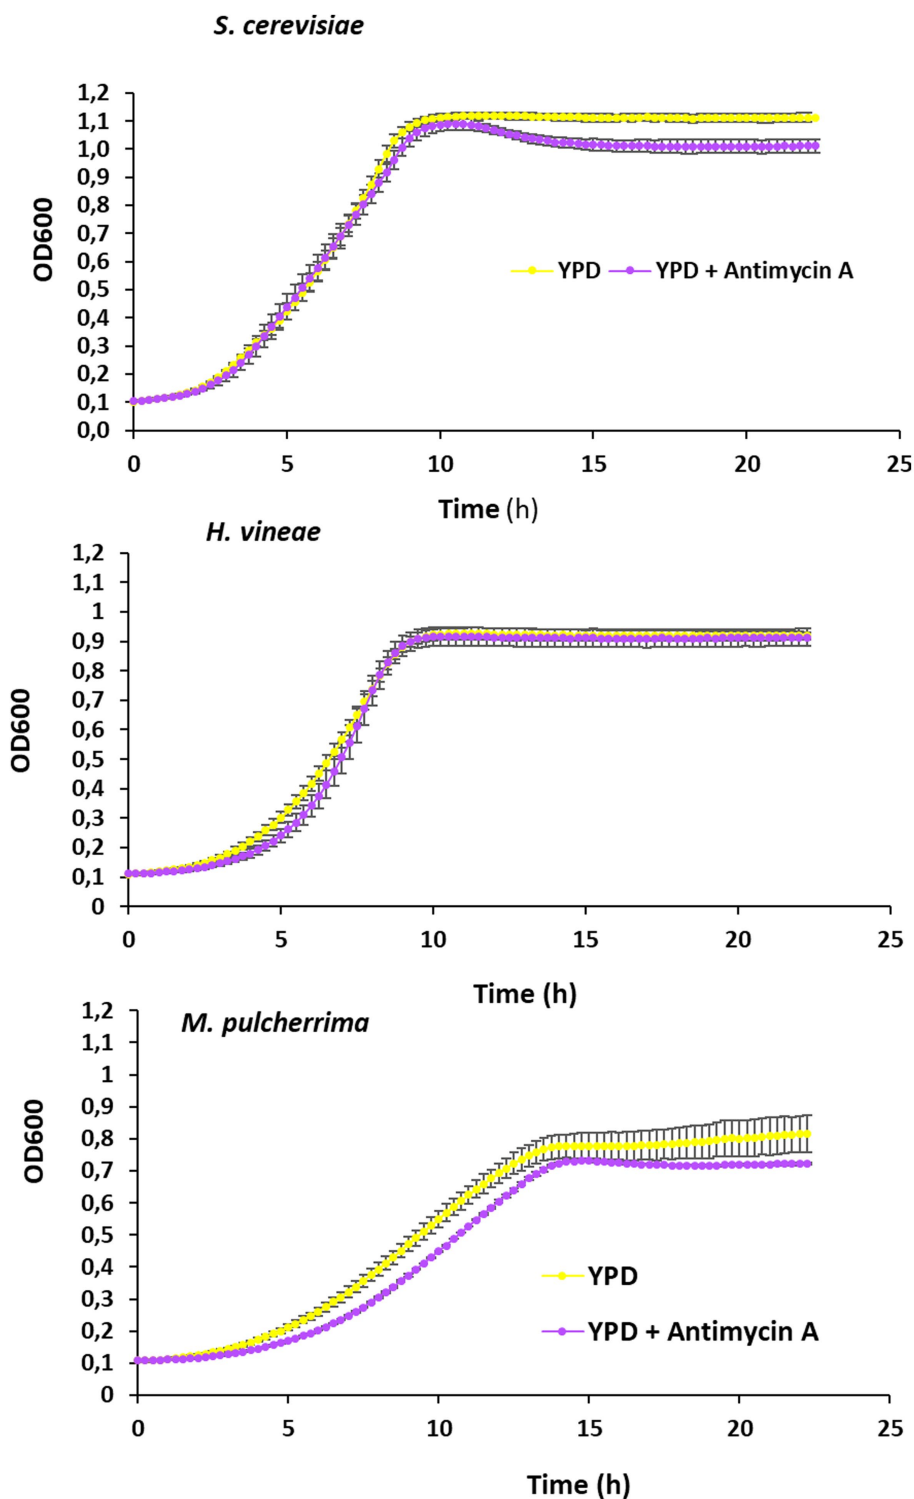 S. cerevisiae
1,2
1,1
1,0
0,9
0,8
0,7
0,6
0,5
0,4
0,3
0,2
0,1
0,0
OD600
YPD YPD + Antimycin A
0 5 10 15 20 25
Time (h)
H. vineae
1,2
1,1
1
0,9
0,8
0,7
0,6
0,5
0,4
0,3
0,2
0,1
0
OD600
0 5 10 15 20 25
Time (h)
M. pulcherrima
1,2
1,1
1
0,9
0,8
0,7
0,6
0,5
0,4
0,3
0,2
0,1
0
OD600
YPD
YPD + Antimycin A
0 5 10 15 20 25
Time (h)